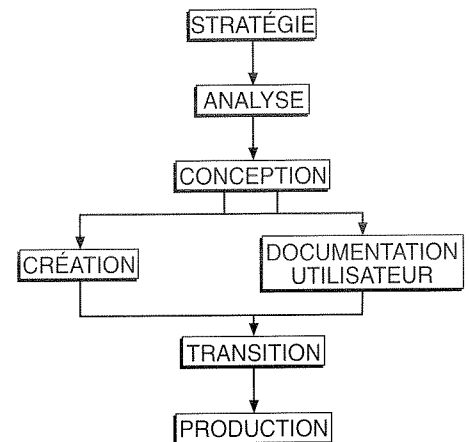 STRATÉGIE
ANALYSE
CONCEPTION
CRÉATION
DOCUMENTATION
UTILISATEUR
TRANSITION
PRODUCTION